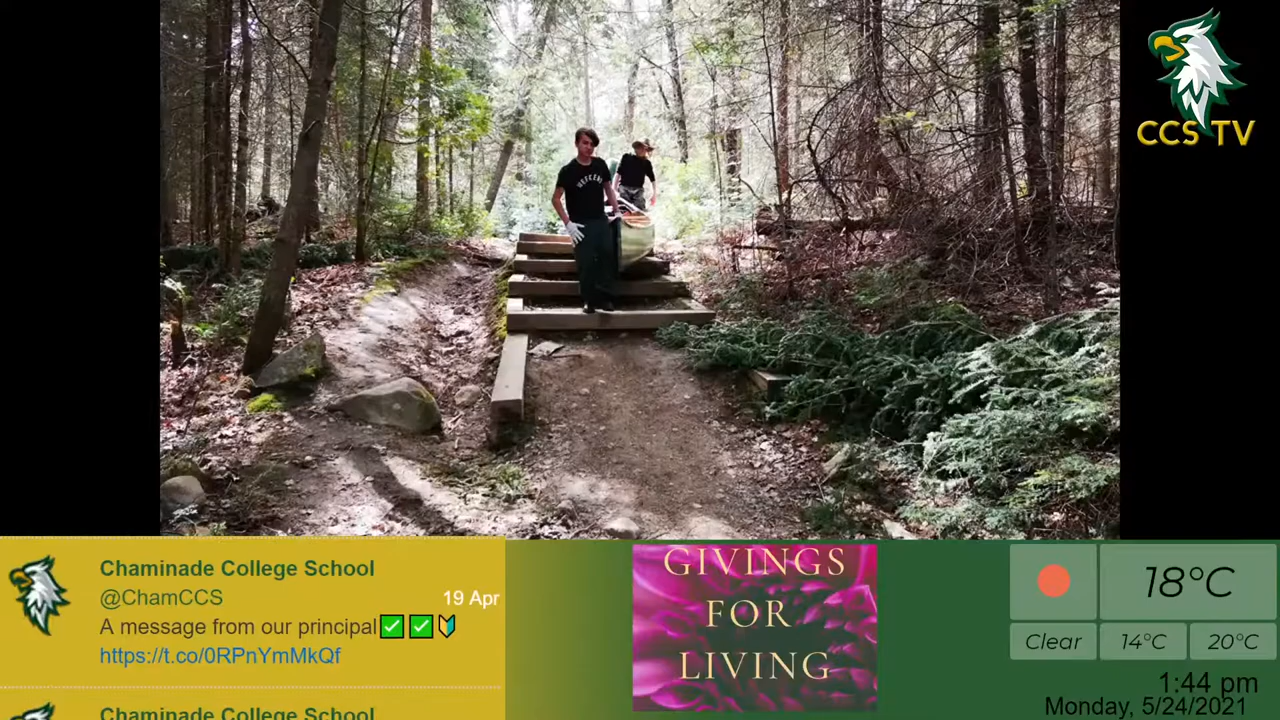 CCS TV
Chaminade College School
@ChamCCS
19 Apr
A message from our principal✅✅🔰
https://t.co/0RPnYmMkQf
Chaminade College School
GIVINGS
FOR
LIVING
18°C
Clear
14°C
20°C
1:44 pm
Monday, 5/24/2021